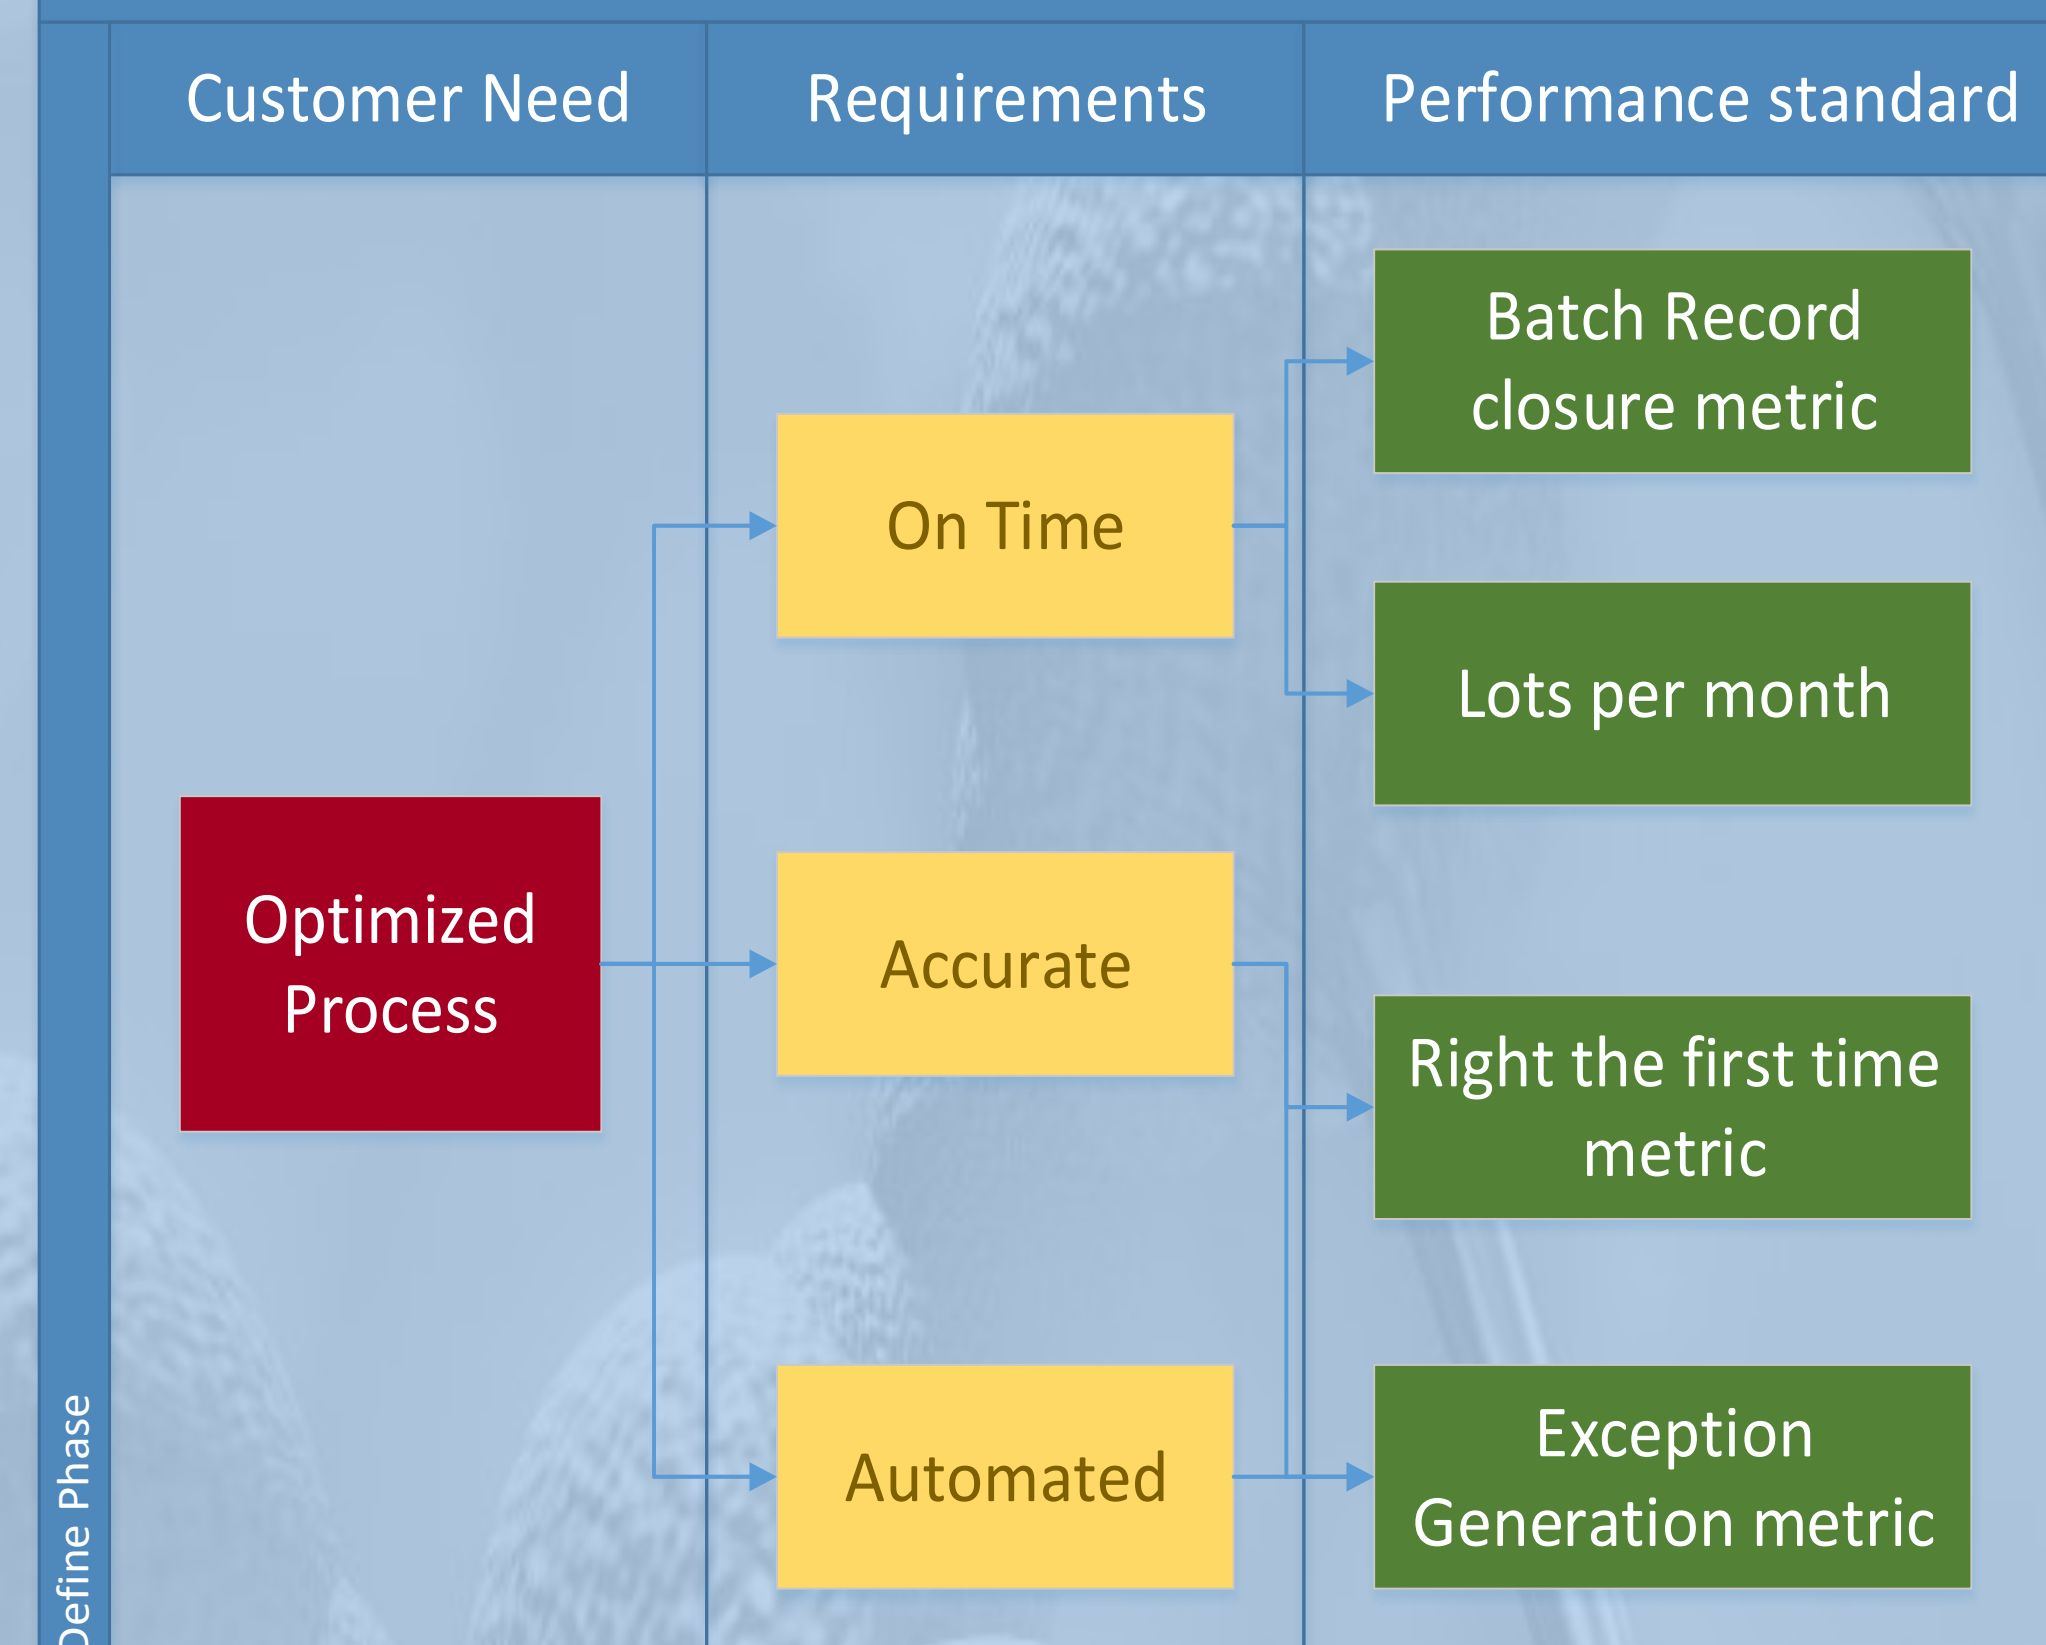 Customer Need
Requirements
Performance standard
Batch Record
closure metric
On Time
Lots per month
Optimized
Process
Accurate
Right the first time
metric
Automated
Exception
Generation metric
Define Phase